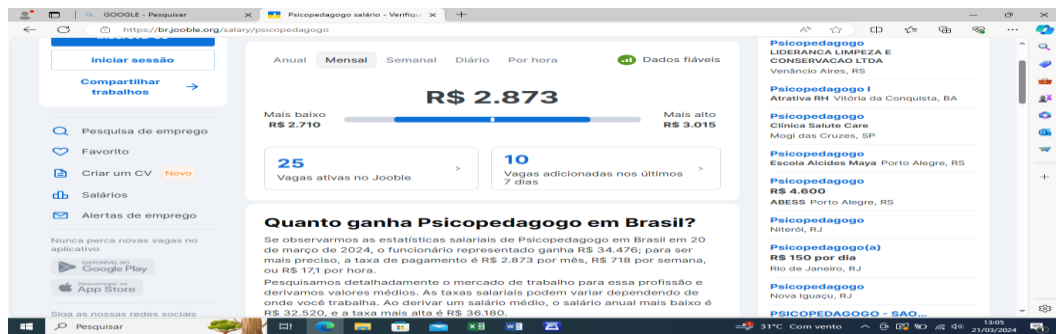 GOOGLE - Pesquisar
Psicopedagogo salário - Verifiqu
https://br.jooble.org/salary/psicopedagogo
iniciar sessão
Compartilhar
trabalhos
Pesquisa de emprego
Favorito
Criar um CV Novo
Salários
Alertas de emprego
Nunca perca novas vagas no
aplicativo
DISPONÍVEL NO
Google Play
App Store
Siga as nossas redes sociais
Anual Mensal Semanal Diário Por hora
Dados fiáveis
R$ 2.873
Mais baixo
R$ 2.710
Mais alto
R$ 3.015
25
Vagas ativas no Jooble
10
Vagas adicionadas nos últimos
7 dias
Quanto ganha Psicopedagogo em Brasil?
Se observarmos as estatísticas salariais de Psicopedagogo em Brasil em 20
de março de 2024, o funcionário representado ganha R$ 34.476; para ser
mais preciso, a taxa de pagamento é R$ 2.873 por mês, R$ 718 por semana,
ou R$ 17,1 por hora.
Pesquisamos detalhadamente o mercado de trabalho para essa profissão e
derivamos valores médios. As taxas salariais podem variar dependendo de
onde você trabalha. Ao derivar um salário médio, o salário anual mais baixo é
R$ 32.520, e a taxa mais alta é R$ 36.180.
Psicopedagogo
LIDERANCA LIMPEZA E
CONSERVACAO LTDA
Venâncio Aires, RS
Psicopedagogo I
Atrativa RH Vitória da Conquista, BA
Psicopedagogo
Clínica Salute Care
Mogi das Cruzes, SP
Psicopedagogo
Escola Alcides Maya Porto Alegre, RS
Psicopedagogo
R$ 4.600
ABESS Porto Alegre, RS
Psicopedagogo
Niterói, RJ
Psicopedagogo(a)
R$ 150 por dia
Rio de Janeiro, RJ
Psicopedagogo
Nova Iguaçu, RJ
PSICOPEDAGOGO - SAO...
Pesquisar
31°C Com vento
13:05
21/03/2024